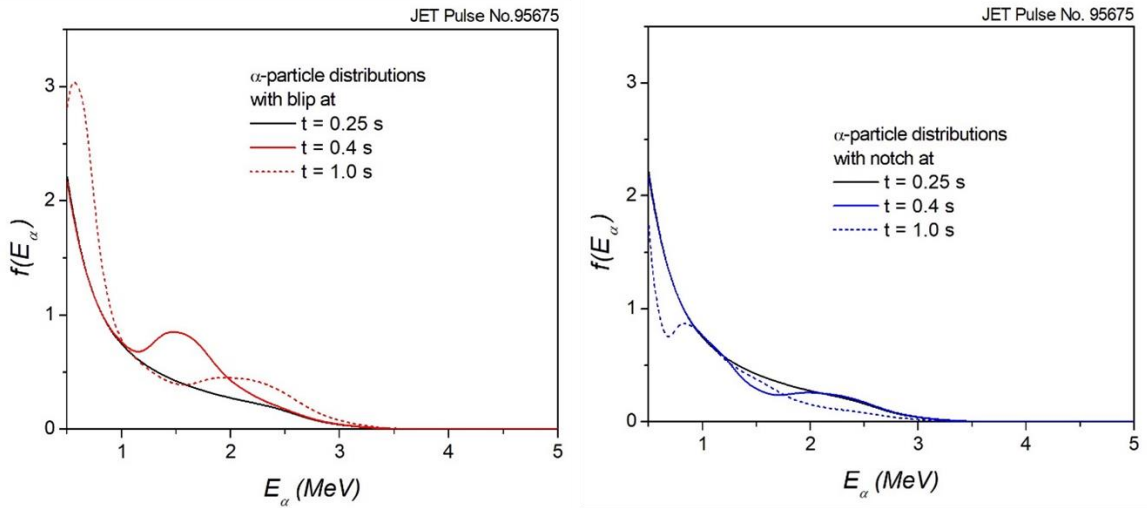 JET Pulse No.95675
3
2
1
0
f(Eα)
α-particle distributions
with blip at
t = 0.25 s
t = 0.4 s
t = 1.0 s
1 2 3 4 5
Eα (MeV)
JET Pulse No. 95675
3
2
1
0
f(Eα)
α-particle distributions
with notch at
t = 0.25 s
t = 0.4 s
t = 1.0 s
1 2 3 4 5
Eα (MeV)